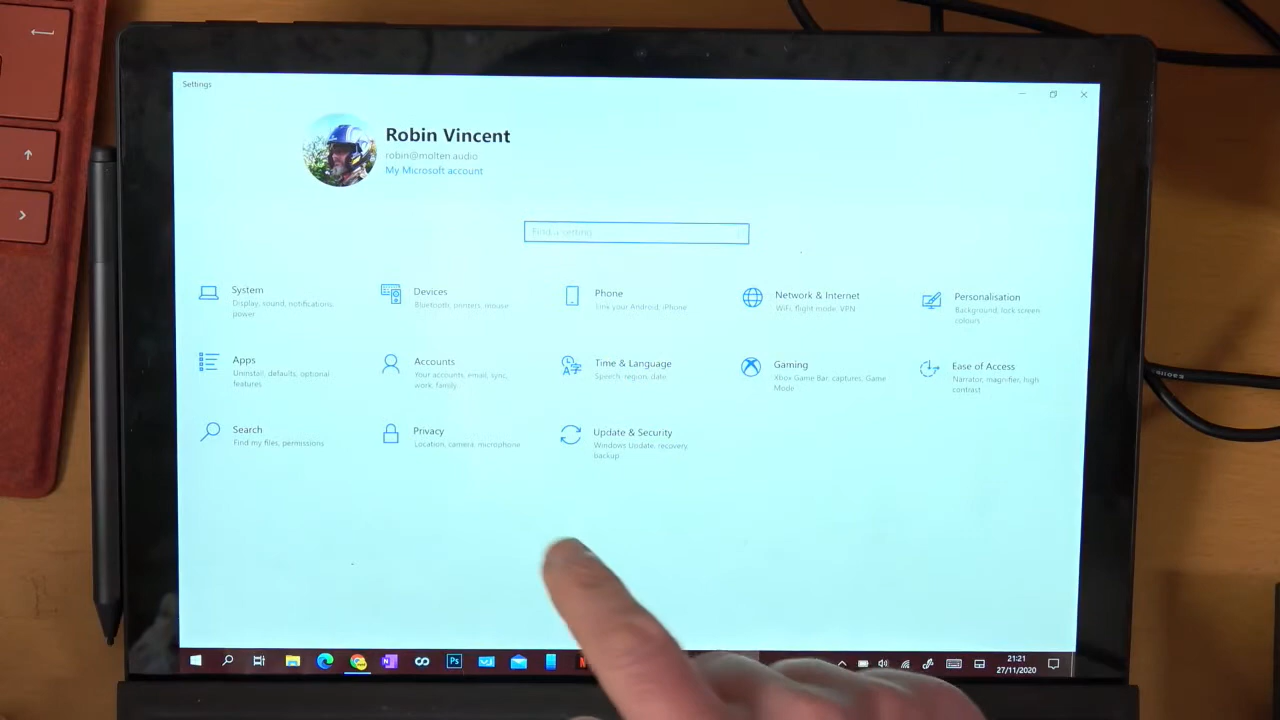 Settings
Robin Vincent
robin@molten.audio
My Microsoft account
Find a setting
System
Display, sound, notifications,
power
Devices
Bluetooth, printers, mouse
Phone
Link your Android, iPhone
Network & Internet
WiFi, flight mode, VPN
Personalisation
Background, lock screen
colours
Apps
Uninstall, defaults, optional
features
Accounts
Your accounts, email, sync,
work, family
Time & Language
Speech, region, date
Gaming
Xbox Game Bar, captures, Game
Mode
Ease of Access
Narrator, magnifier, high
contrast
Search
Find my files, permissions
Privacy
Location, camera, microphone
Update & Security
Windows Update, recovery
backup
N
Ps
21:21
27/11/2020